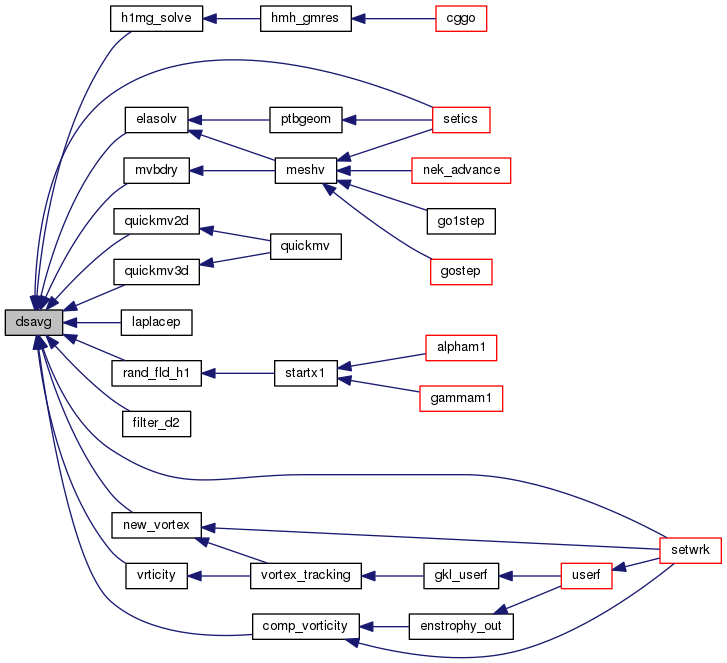 h1mg_solve
hmh_gmres
cggo
elasolv
ptbgeom
setics
mvbdry
meshv
nek_advance
quickmv2d
quickmv
go1step
quickmv3d
gostep
dsavg
laplacep
rand_fld_h1
startx1
alpham1
gammam1
filter_d2
new_vortex
setwrk
vrticity
vortex_tracking
gkl_userf
userf
comp_vorticity
enstrophy_out